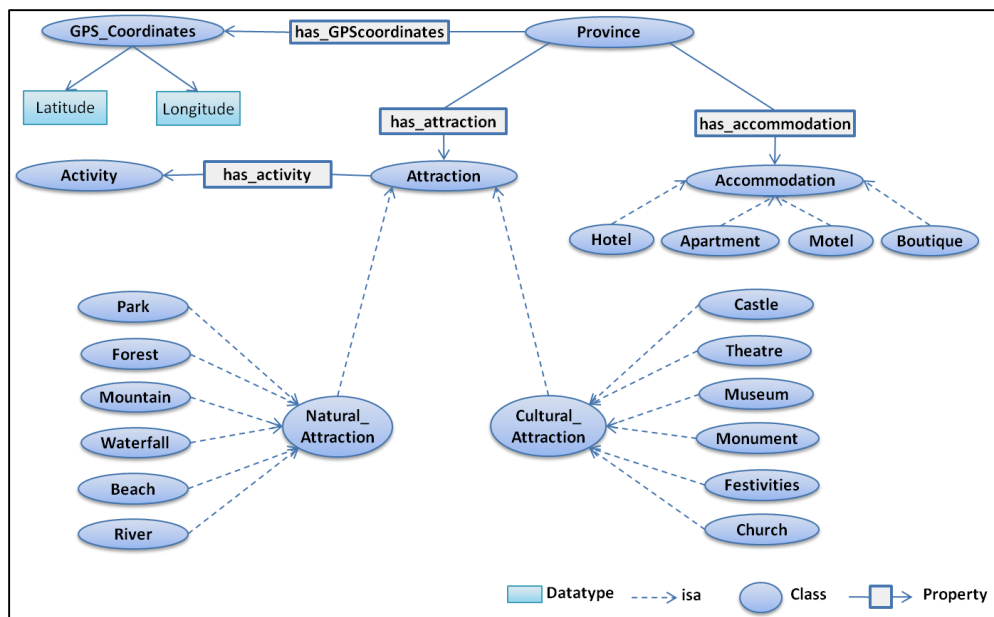 GPS_Coordinates
has_GPScoordinates
Province
Latitude
Longitude
has_attraction
has_accommodation
Activity
has_activity
Attraction
Accommodation
Hotel
Apartment
Motel
Boutique
Park
Forest
Mountain
Waterfall
Beach
River
Natural_
Attraction
Cultural_
Attraction
Castle
Theatre
Museum
Monument
Festivities
Church
Datatype
isa
Class
Property